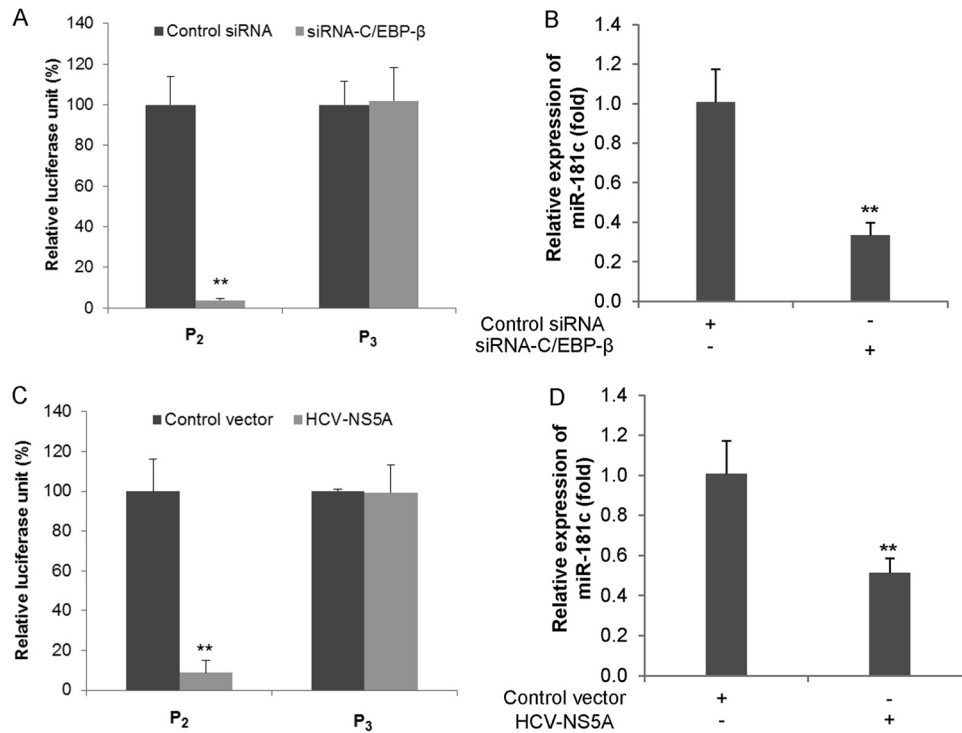 A
Relative luciferase unit (%)
140
120
100
80
60
40
20
0
Control siRNA
siRNA-C/EBP-β
**
P2
P3
B
Relative expression of
miR-181c (fold)
1.4
1.2
1.0
0.8
0.6
0.4
0.2
0.0
**
Control siRNA + -
siRNA-C/EBP-β - +
C
Relative luciferase unit (%)
140
120
100
80
60
40
20
0
Control vector
HCV-NS5A
**
P2
P3
D
Relative expression of
miR-181c (fold)
1.4
1.2
1.0
0.8
0.6
0.4
0.2
0.0
**
Control vector + -
HCV-NS5A - +